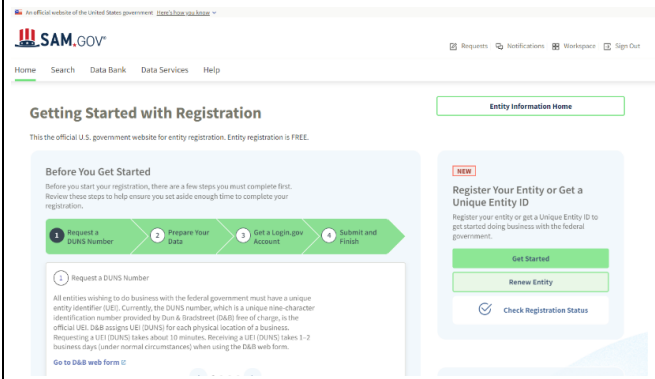 An official website of the United States government Here's how you know
SAM.GOV®
Requests Notifications Workspace Sign Out
Home Search Data Bank Data Services Help
Getting Started with Registration
Entity Information Home
This the official U.S. government website for entity registration. Entity registration is FREE.
Before You Get Started
Before you start your registration, there are a few steps you must complete first.
Review these steps to help ensure you set aside enough time to complete your
registration.
1 Request a
DUNS Number
2 Prepare Your
Data
3 Get a Login.gov
Account
4 Submit and
Finish
1 Request a DUNS Number
All entities wishing to do business with the federal government must have a unique
entity identifier (UEI). Currently, the DUNS number, which is a unique nine-character
identification number provided by Dun & Bradstreet (D&B) free of charge, is the
official UEI. D&B assigns UEI (DUNS) for each physical location of a business.
Requesting a UEI (DUNS) takes about 10 minutes. Receiving a UEI (DUNS) takes 1-2
business days (under normal circumstances) when using the D&B web form.
Go to D&B web form
NEW
Register Your Entity or Get a
Unique Entity ID
Register your entity or get a Unique Entity ID to
get started doing business with the federal
government.
Get Started
Renew Entity
Check Registration Status